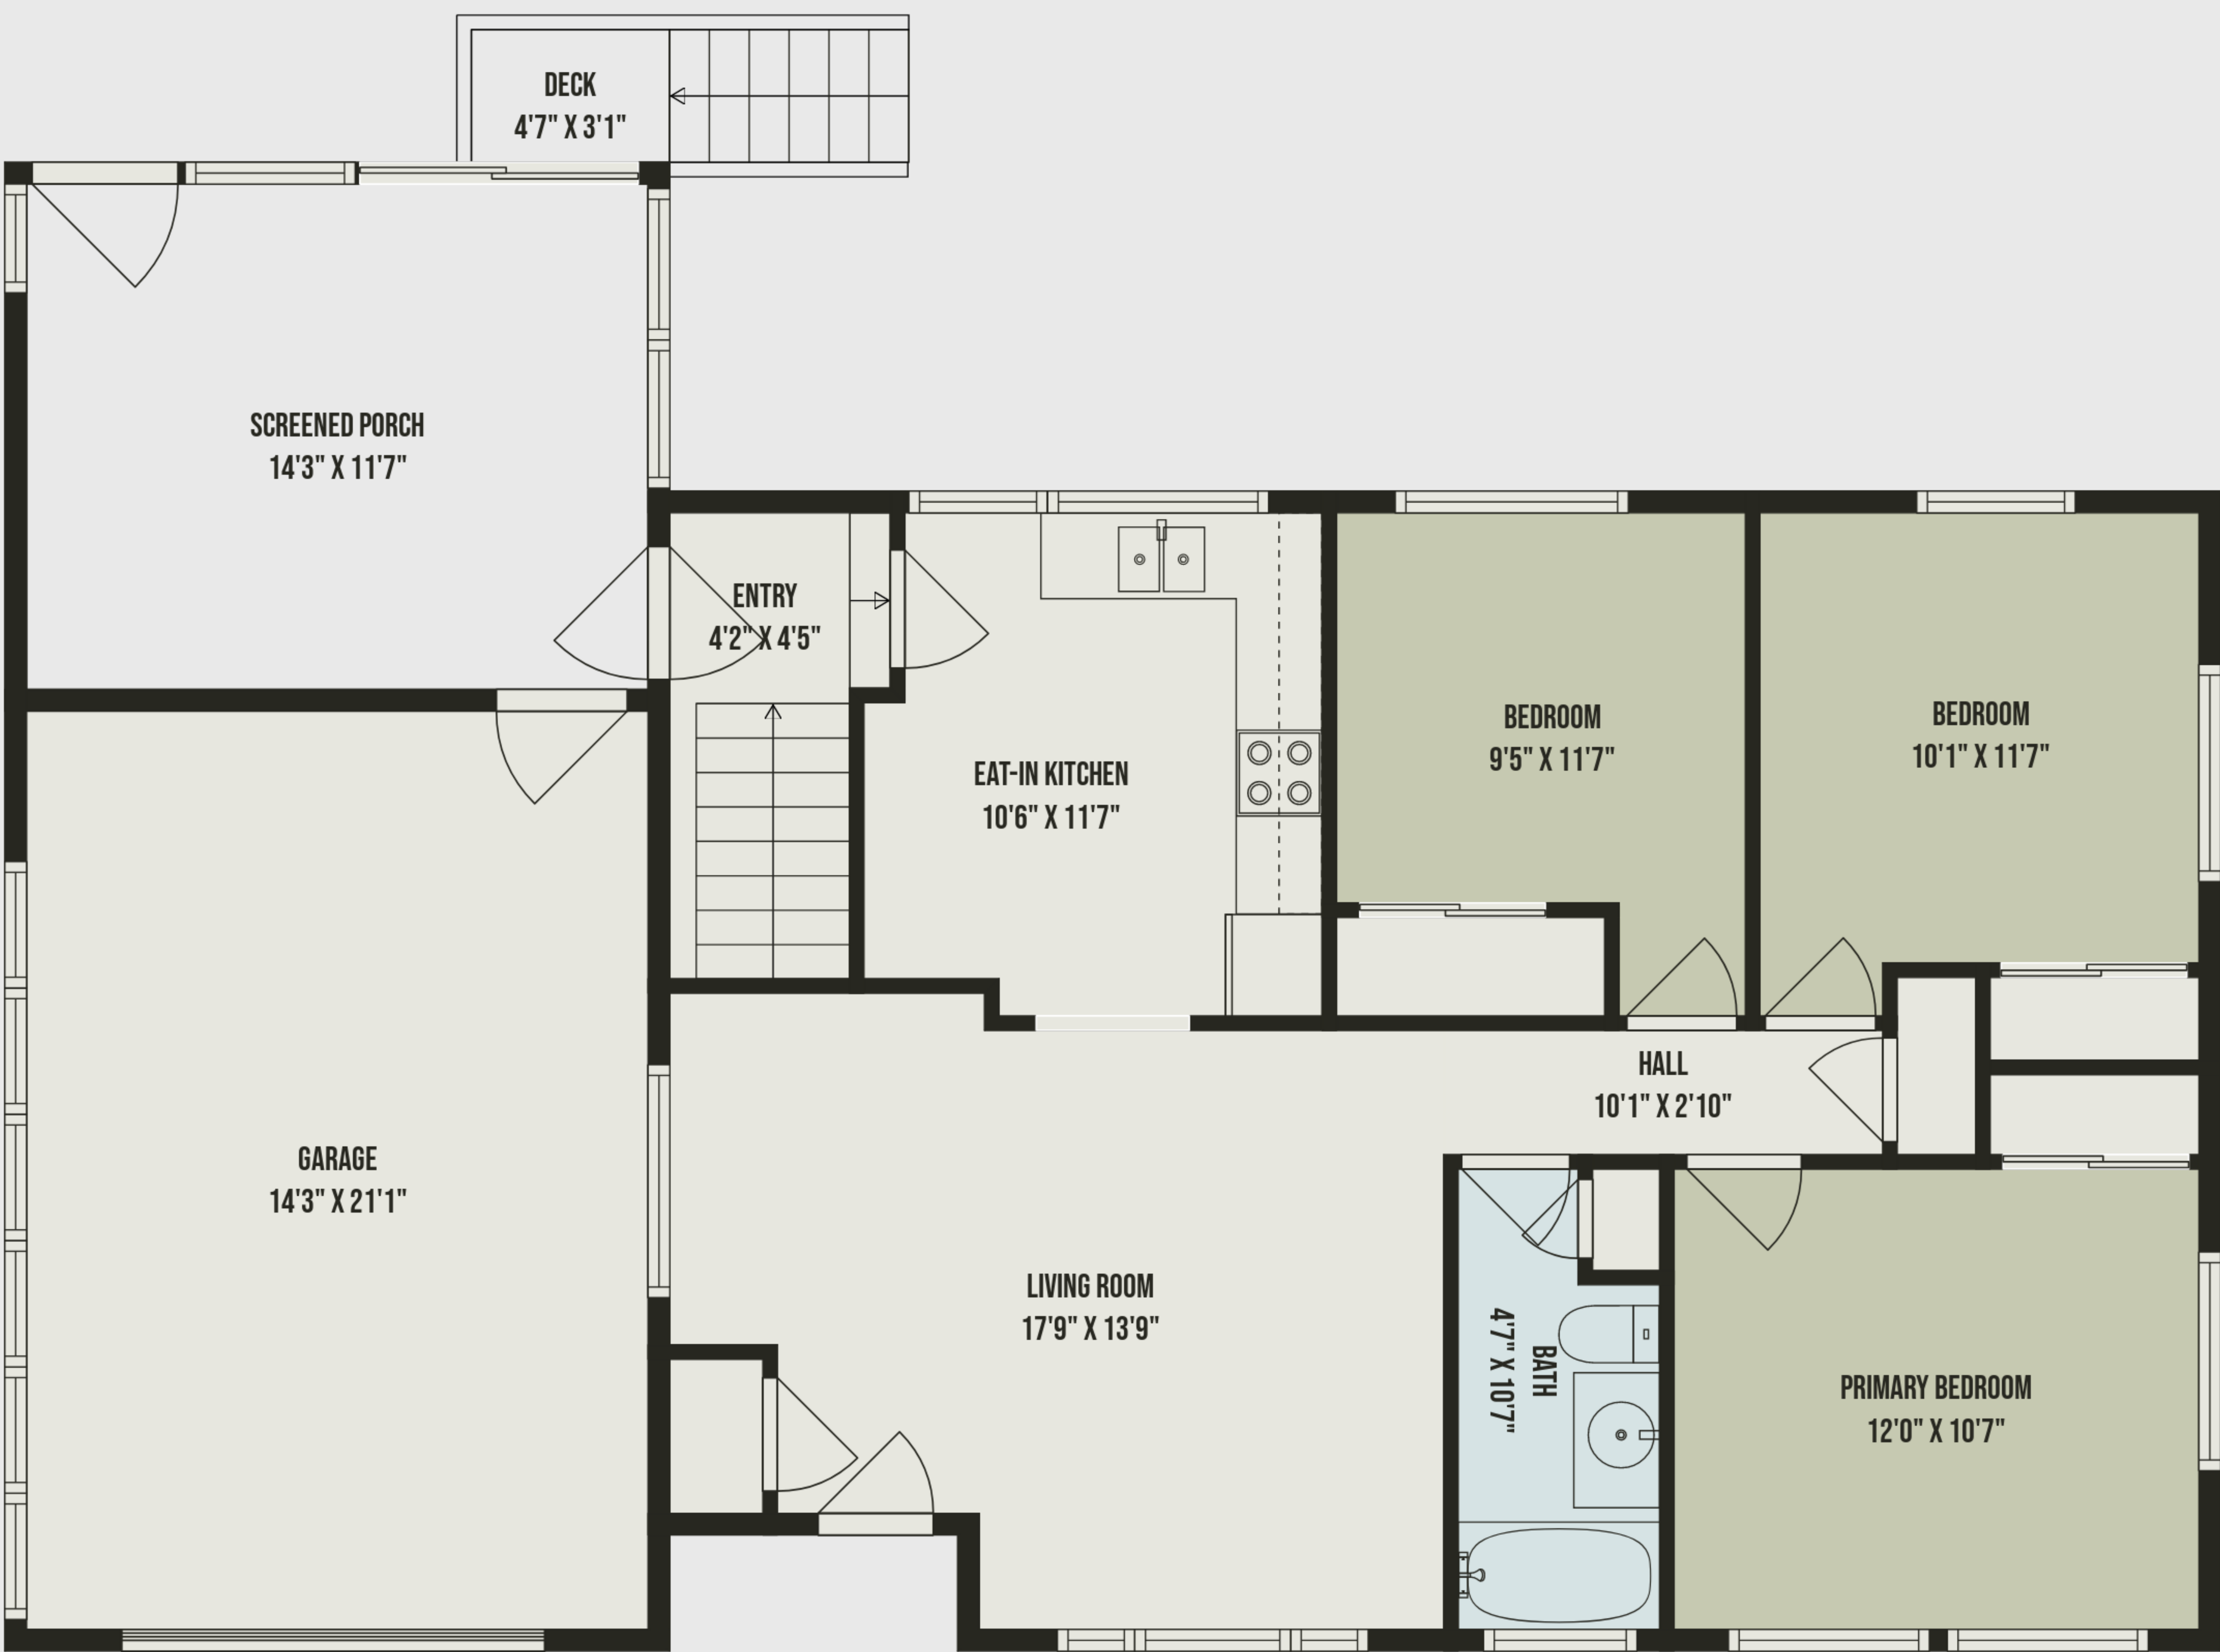 DECK
4'7" X 3'1"
SCREENED PORCH
14'3" X 11'7"
ENTRY
4'2" X 4'5"
EAT-IN KITCHEN
10'6" X 11'7"
BEDROOM
9'5" X 11'7"
BEDROOM
10'1" X 11'7"
HALL
10'1" X 2'10"
GARAGE
14'3" X 21'1"
LIVING ROOM
17'9" X 13'9"
BATH
4'7" X 10'7"
PRIMARY BEDROOM
12'0" X 10'7"